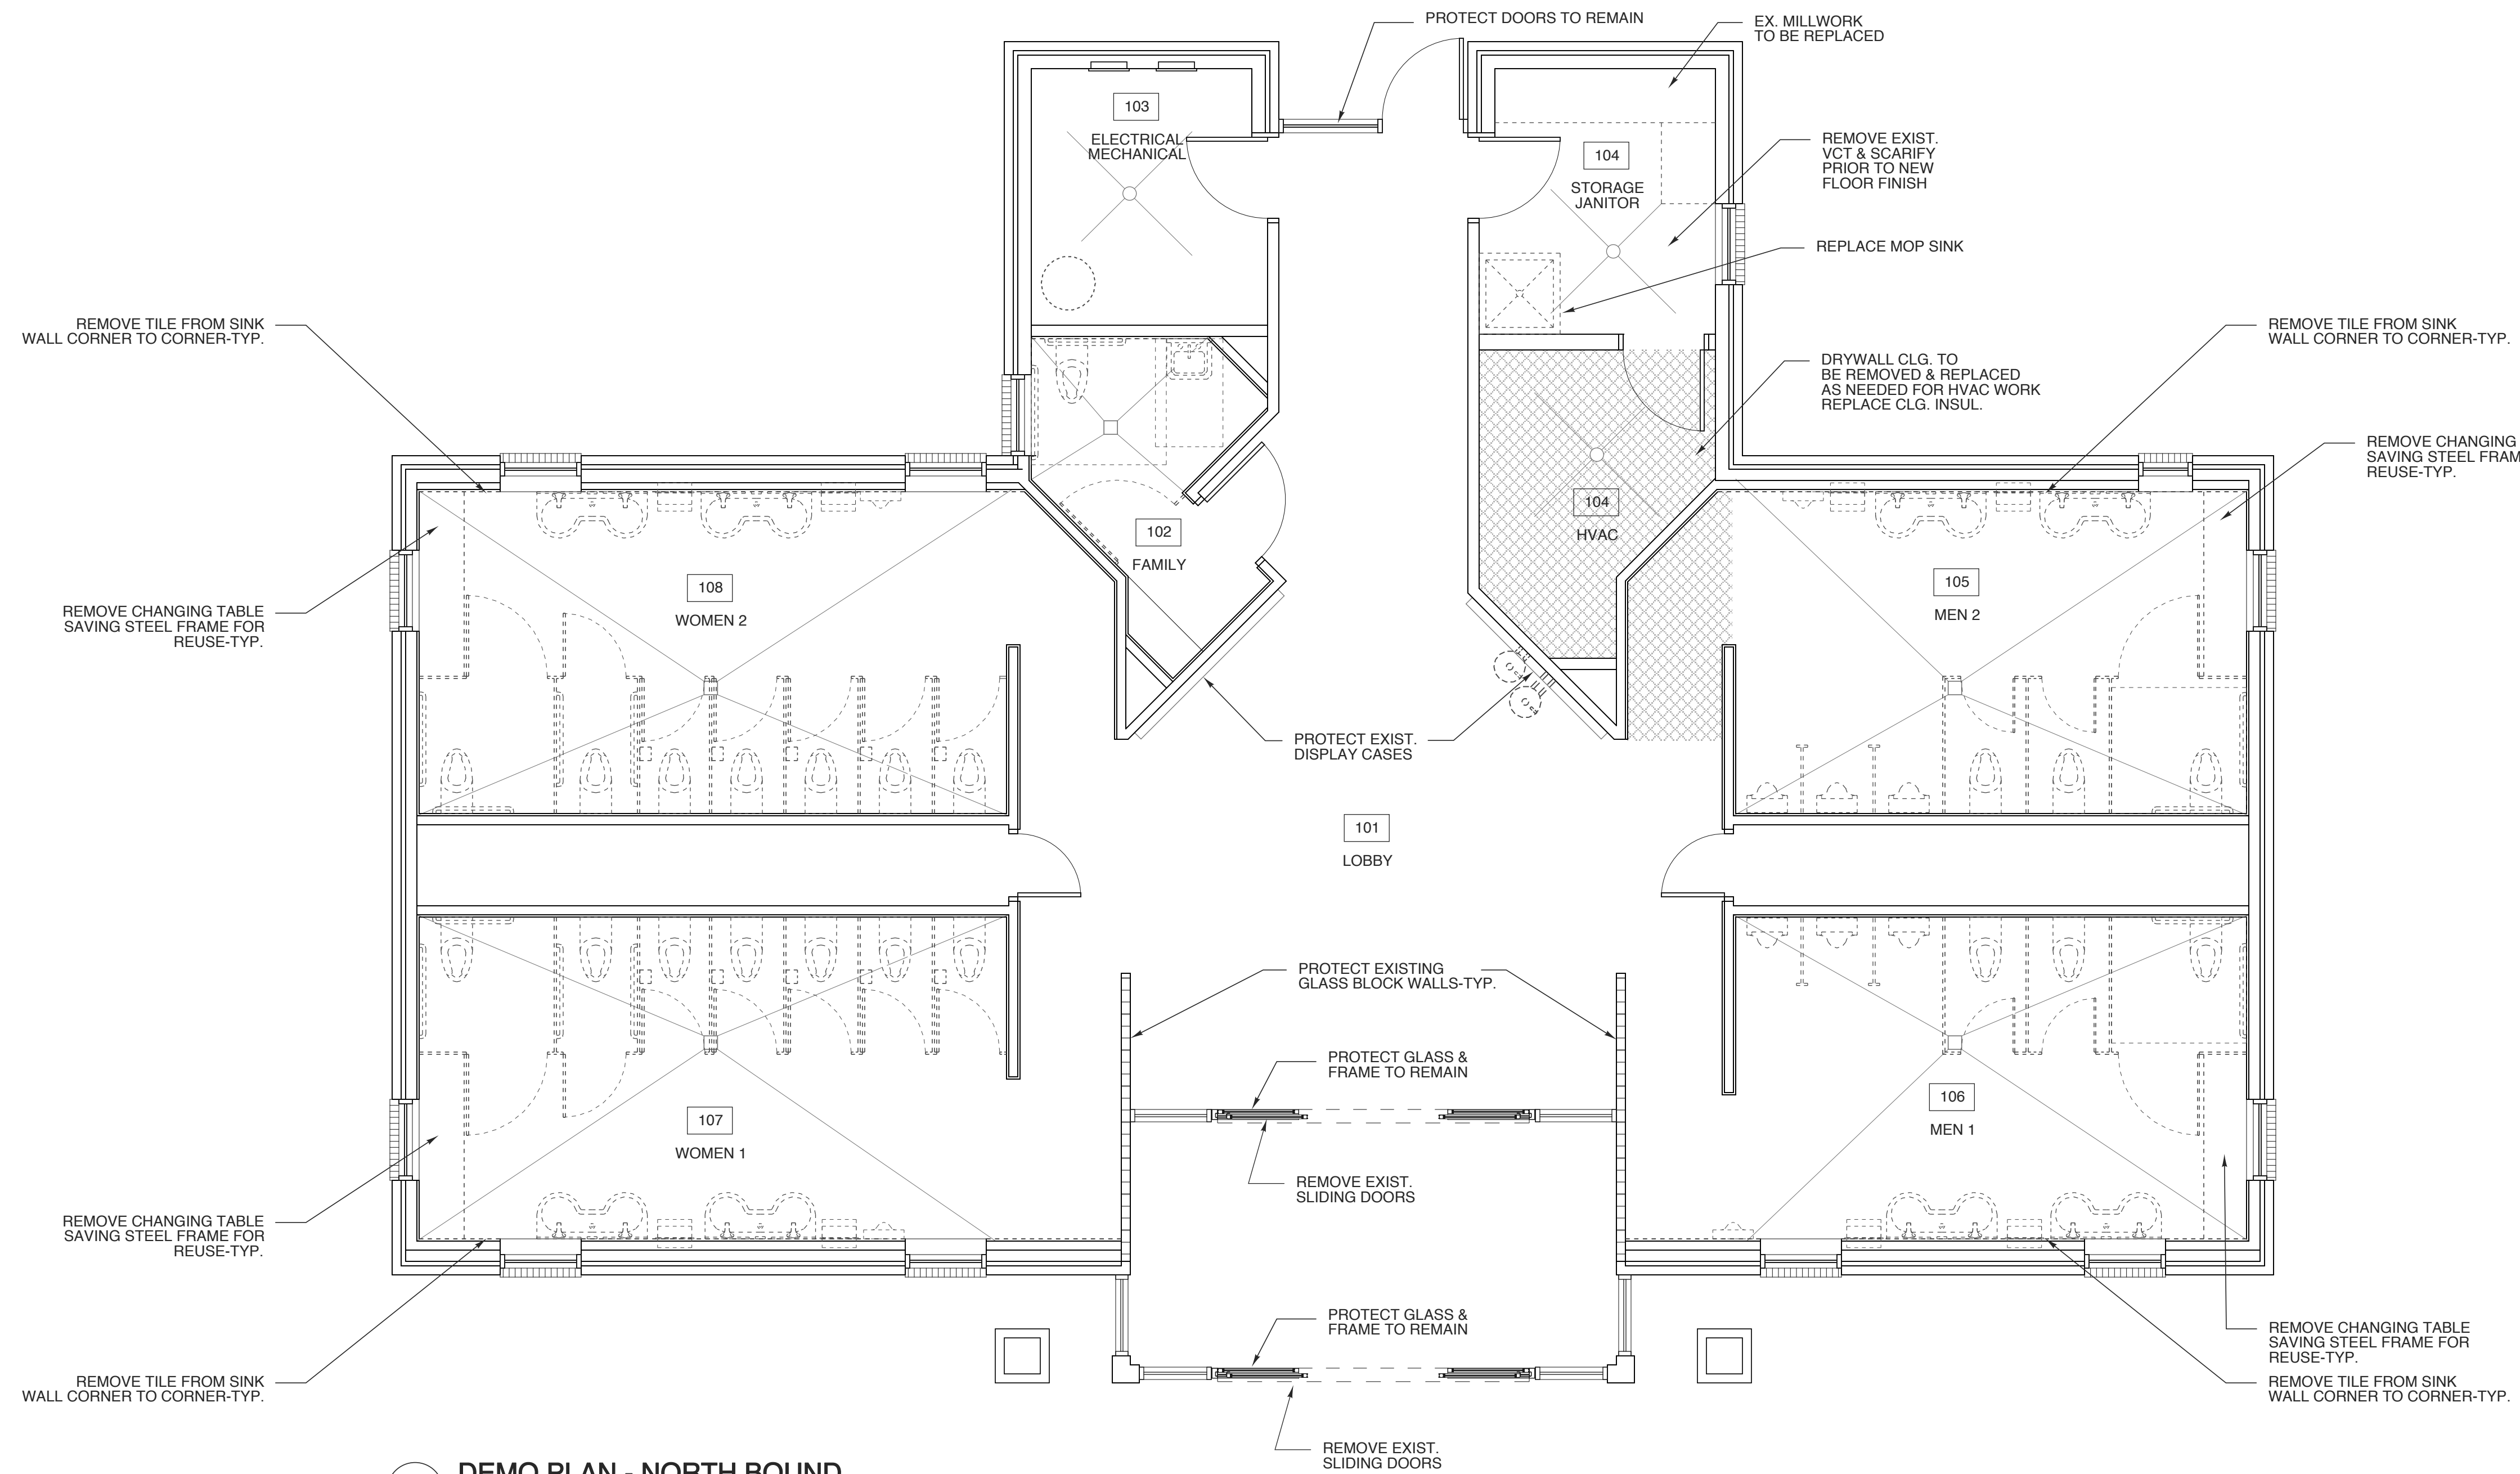 PROTECT DOORS TO REMAIN
EX. MILLWORK
TO BE REPLACED
103
ELECTRICAL
MECHANICAL
104
STORAGE
JANITOR
REMOVE EXIST.
VCT & SCARIFY
PRIOR TO NEW
FLOOR FINISH
REPLACE MOP SINK
REMOVE TILE FROM SINK
WALL CORNER TO CORNER-TYP.
REMOVE TILE FROM SINK
WALL CORNER TO CORNER-TYP.
DRYWALL CLG. TO
BE REMOVED & REPLACED
AS NEEDED FOR HVAC WORK
REPLACE CLG. INSUL.
REMOVE CHANGING
SAVING STEEL FRAM
REUSE-TYP.
104
HVAC
102
FAMILY
108
WOMEN 2
105
MEN 2
REMOVE CHANGING TABLE
SAVING STEEL FRAME FOR
REUSE-TYP.
PROTECT EXIST.
DISPLAY CASES
101
LOBBY
PROTECT EXISTING
GLASS BLOCK WALLS-TYP.
PROTECT GLASS &
FRAME TO REMAIN
107
WOMEN 1
106
MEN 1
REMOVE EXIST.
SLIDING DOORS
REMOVE CHANGING TABLE
SAVING STEEL FRAME FOR
REUSE-TYP.
PROTECT GLASS &
FRAME TO REMAIN
REMOVE CHANGING TABLE
SAVING STEEL FRAME FOR
REUSE-TYP.
REMOVE TILE FROM SINK
WALL CORNER TO CORNER-TYP.
REMOVE TILE FROM SINK
WALL CORNER TO CORNER-TYP.
REMOVE EXIST.
SLIDING DOORS
DEMO PLAN - NORTH BOUND